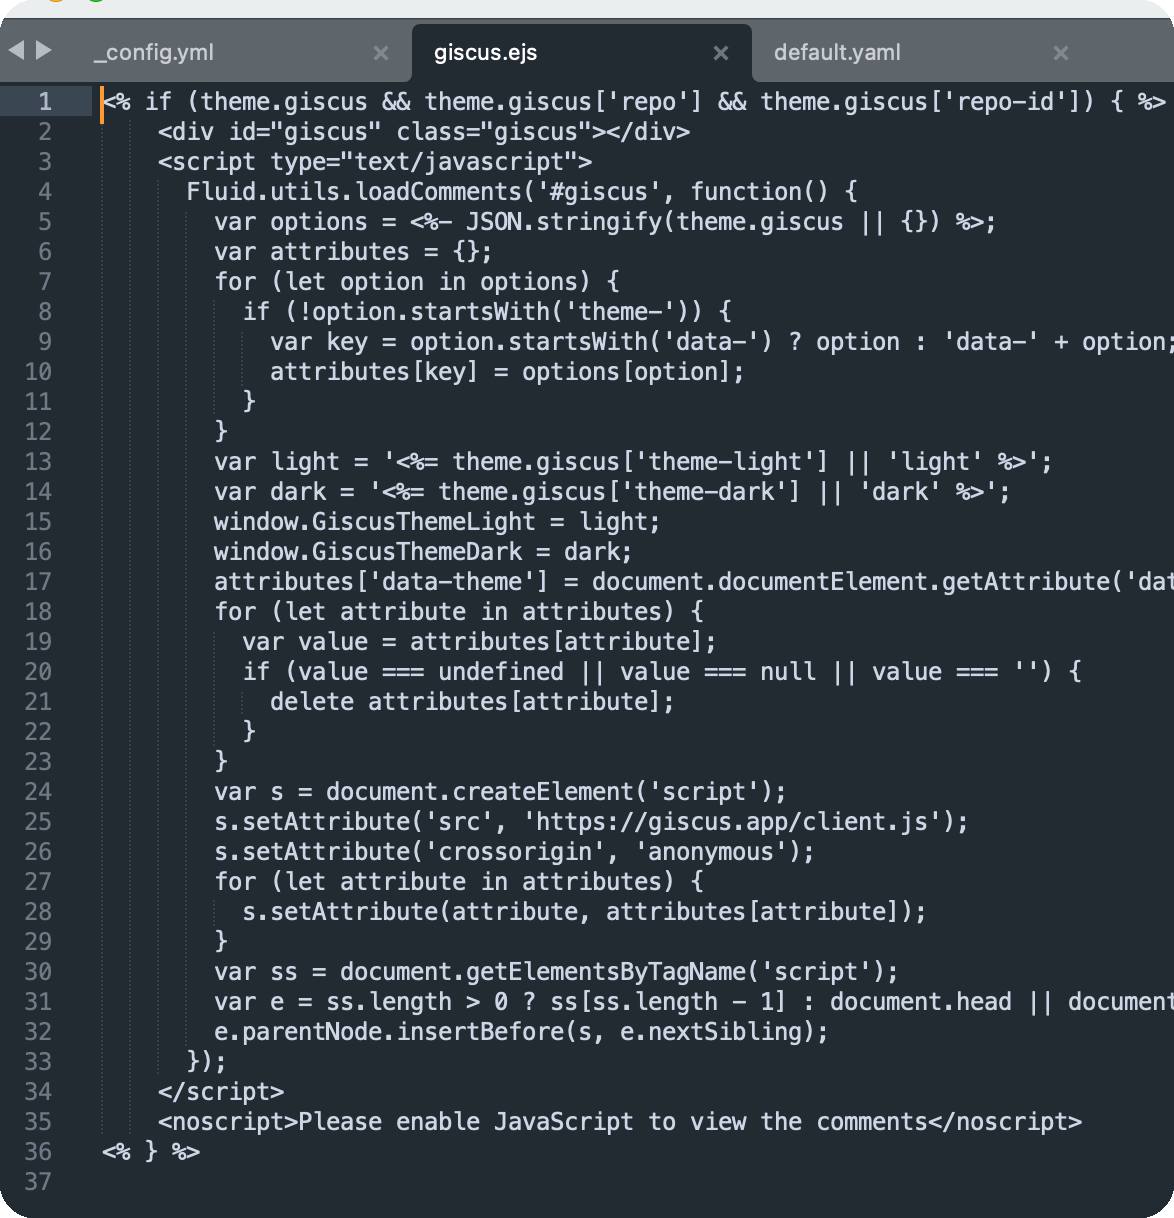 _config.yml × giscus.ejs × default.yaml ×
1 <% if (theme.giscus && theme.giscus['repo'] && theme.giscus['repo-id']) { %>
2     <div id="giscus" class="giscus"></div>
3     <script type="text/javascript">
4       Fluid.utils.loadComments('#giscus', function() {
5         var options = <%- JSON.stringify(theme.giscus || {}) %>;
6         var attributes = {};
7         for (let option in options) {
8           if (!option.startsWith('theme-')) {
9             var key = option.startsWith('data-') ? option : 'data-' + option;
10             attributes[key] = options[option];
11           }
12         }
13         var light = '<%= theme.giscus['theme-light'] || 'light' %>';
14         var dark = '<%= theme.giscus['theme-dark'] || 'dark' %>';
15         window.GiscusThemeLight = light;
16         window.GiscusThemeDark = dark;
17         attributes['data-theme'] = document.documentElement.getAttribute('dat
18         for (let attribute in attributes) {
19           var value = attributes[attribute];
20           if (value === undefined || value === null || value === '') {
21             delete attributes[attribute];
22           }
23         }
24         var s = document.createElement('script');
25         s.setAttribute('src', 'https://giscus.app/client.js');
26         s.setAttribute('crossorigin', 'anonymous');
27         for (let attribute in attributes) {
28           s.setAttribute(attribute, attributes[attribute]);
29         }
30         var ss = document.getElementsByTagName('script');
31         var e = ss.length > 0 ? ss[ss.length - 1] : document.head || document
32         e.parentNode.insertBefore(s, e.nextSibling);
33       });
34     </script>
35     <noscript>Please enable JavaScript to view the comments</noscript>
36 <% } %>
37